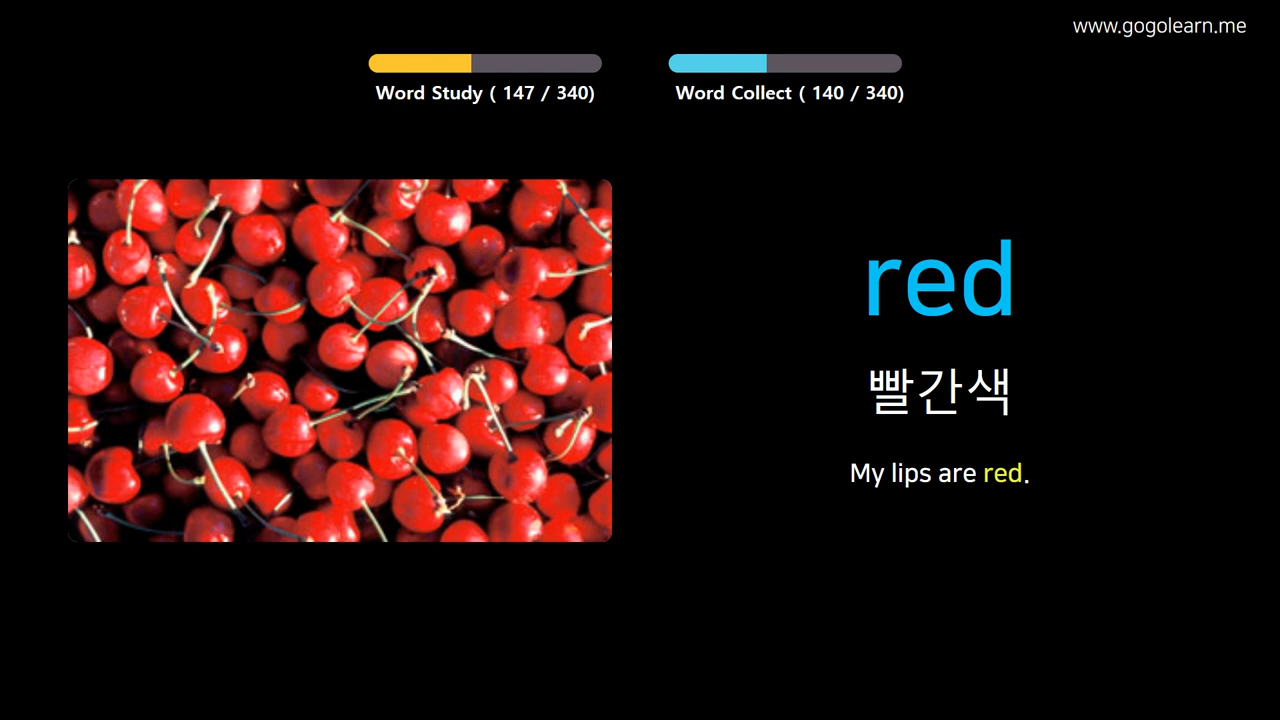 www.gogolearn.me
Word Study ( 147 / 340)
Word Collect ( 140 / 340)
red
빨간색
My lips are red.